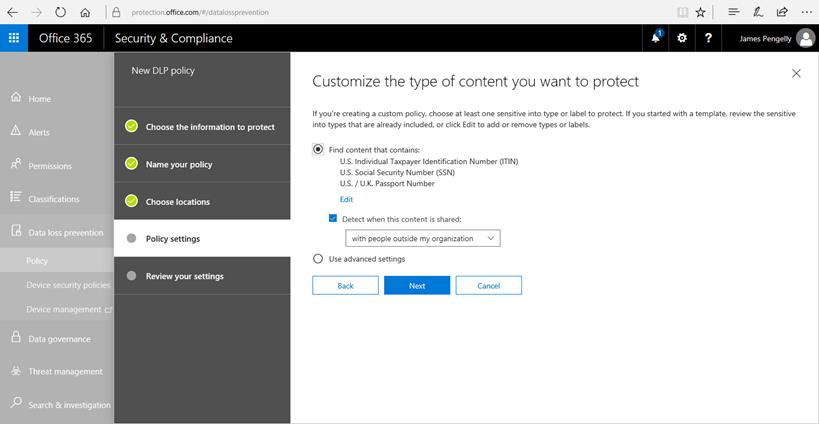 protection.office.com/#/datalossprevention
Office 365
Security & Compliance
1
?
James Pengelly
Home
Alerts
Permissions
Classifications
Data loss prevention
Policy
Device security policies
Device management
Data governance
Threat management
Search & investigation
New DLP policy
Choose the information to protect
Name your policy
Choose locations
Policy settings
Review your settings
Customize the type of content you want to protect
If you're creating a custom policy, choose at least one sensitive into type or label to protect. If you started with a template, review the sensitive
into types that are already included, or click Edit to add or remove types or labels.
Find content that contains:
U.S. Individual Taxpayer Identification Number (ITIN)
U.S. Social Security Number (SSN)
U.S. / U.K. Passport Number
Edit
Detect when this content is shared:
with people outside my organization
Use advanced settings
Back
Next
Cancel